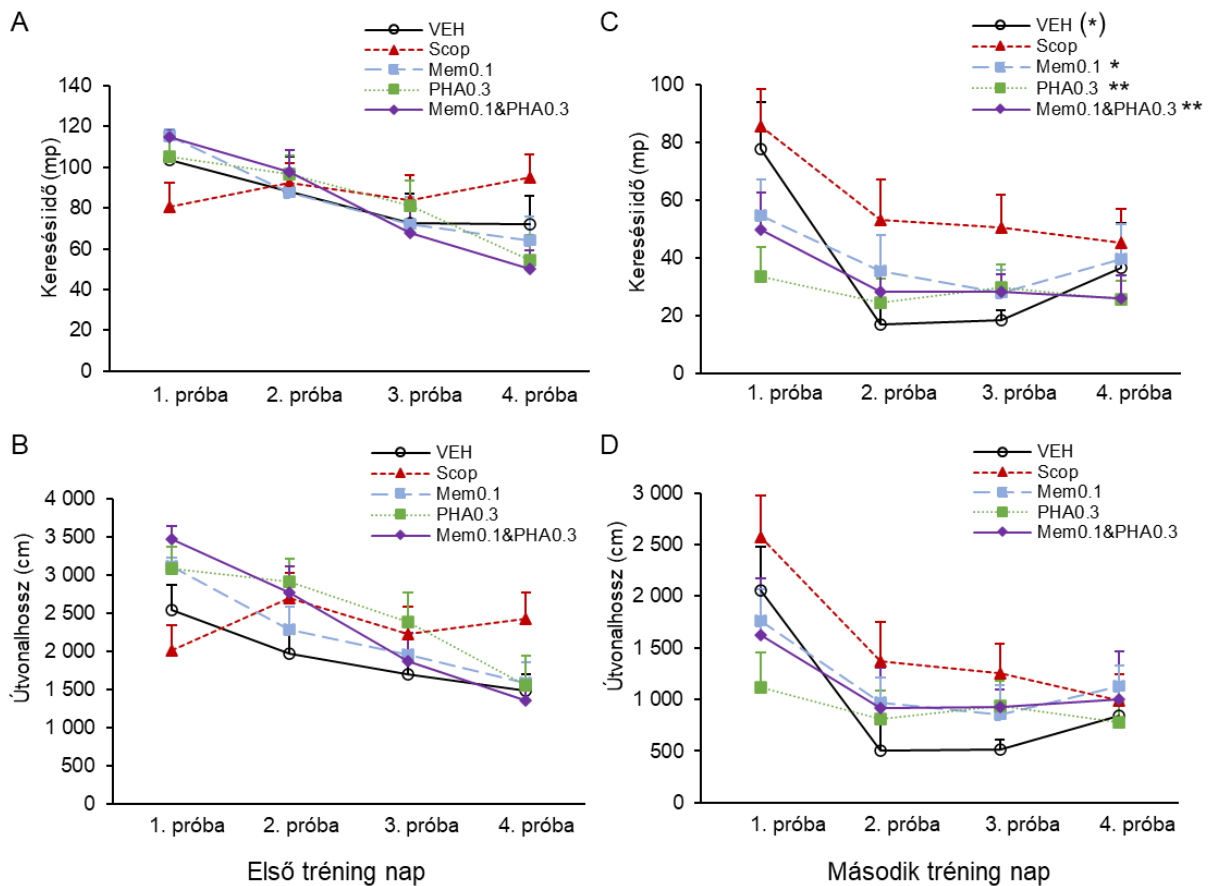 A
VEH
Scop
Mem0.1
PHA0.3
Mem0.1&PHA0.3
Keresési idő (mp)
140
120
100
80
60
40
20
0
1. próba 2. próba 3. próba 4. próba
C
VEH (*)
Scop
Mem0.1 *
PHA0.3 **
Mem0.1&PHA0.3 **
Keresési idő (mp)
100
80
60
40
20
0
1. próba 2. próba 3. próba 4. próba
B
VEH
Scop
Mem0.1
PHA0.3
Mem0.1&PHA0.3
Útvonalhossz (cm)
4 000
3 500
3 000
2 500
2 000
1 500
1 000
500
0
1. próba 2. próba 3. próba 4. próba
Első tréning nap
D
VEH
Scop
Mem0.1
PHA0.3
Mem0.1&PHA0.3
Útvonalhossz (cm)
3 000
2 500
2 000
1 500
1 000
500
0
1. próba 2. próba 3. próba 4. próba
Második tréning nap